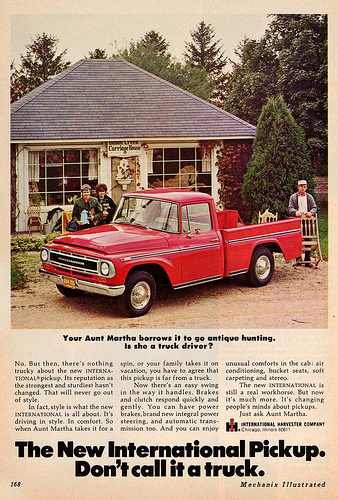 Carriage House
Your Aunt Martha borrows it to go antique hunting.
Is she a truck driver?
No. But then, there's nothing
trucky about the new INTERNA-
TIONAL® pickup. Its reputation as
the strongest and sturdiest hasn't
changed. That will never go out
of style.
In fact, style is what the new
INTERNATIONAL is all about. It's
driving in style. In comfort. So
when Aunt Martha takes it for a
spin, or your family takes it on
vacation, you have to agree that
this pickup is far from a truck.
Now there's an easy swing
in the way it handles. Brakes
and clutch respond quickly and
gently. You can have power
brakes, brand new integral power
steering, and automatic trans-
mission too. And you can enjoy
unusual comforts in the cab: air
conditioning, bucket seats, soft
carpeting and stereo.
The new INTERNATIONAL is
still a real workhorse. But now
it's much more. It's changing
people's minds about pickups.
Just ask Aunt Martha.
INTERNATIONAL HARVESTER COMPANY
Chicago, Illinois 60611
The New International Pickup.
Don't call it a truck.
168
Mechanix Illustrated